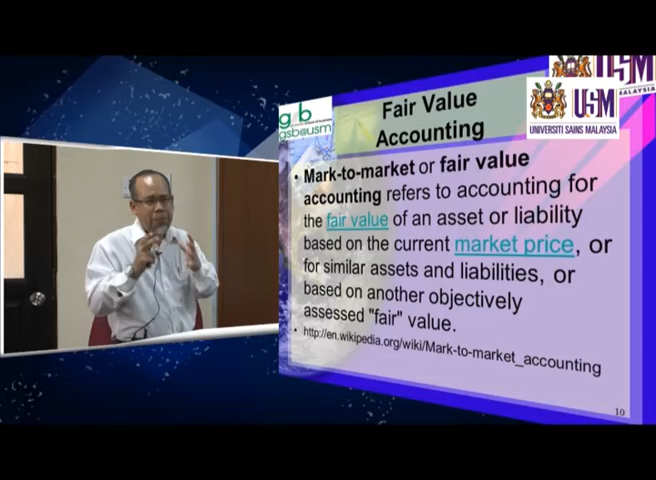 USM
MALAYSIA
gsb
gsb@usm
USM
UNIVERSITI SAINS MALAYSIA
Fair Value
Accounting
• Mark-to-market or fair value
accounting refers to accounting for
the fair value of an asset or liability
based on the current market price, or
for similar assets and liabilities, or
based on another objectively
assessed "fair" value.
• http://en.wikipedia.org/wiki/Mark-to-market_accounting
10